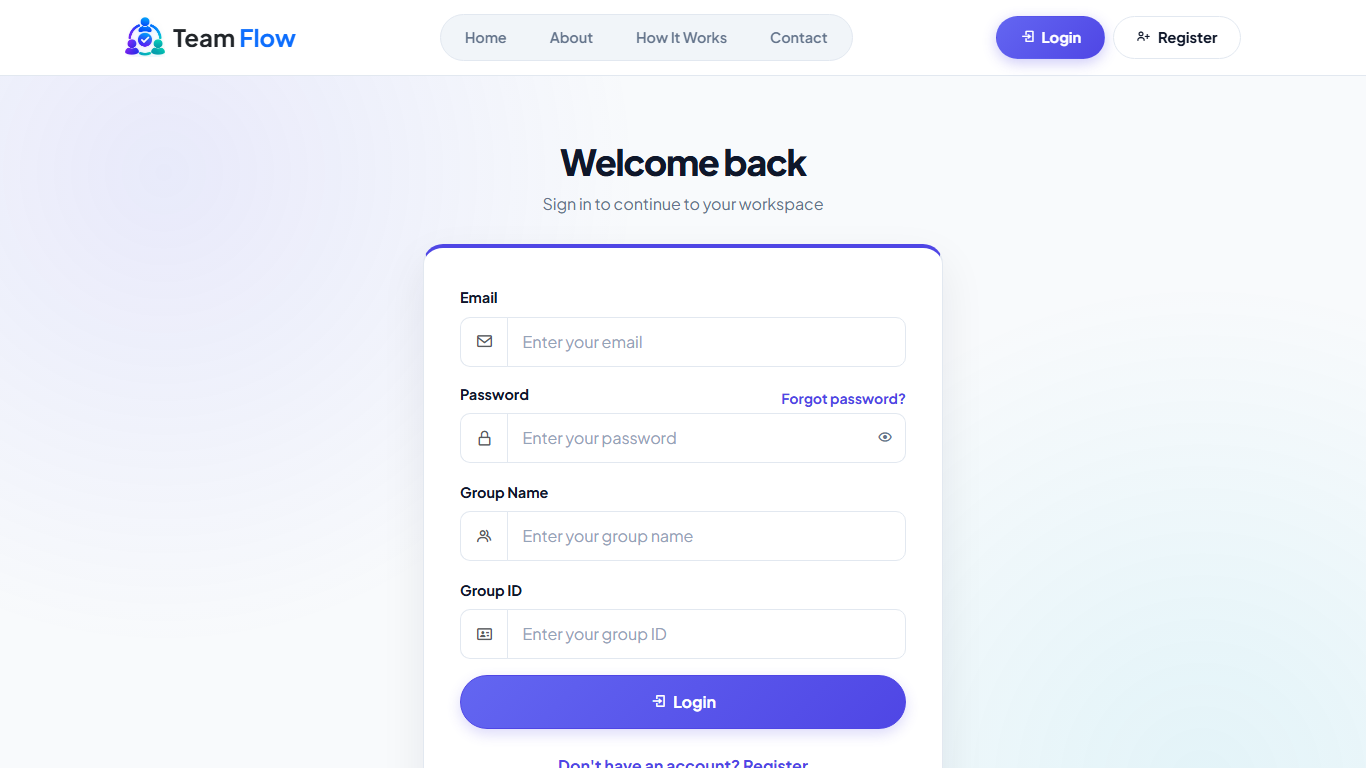 Team Flow
Home
About
How It Works
Contact
Login
Register
Welcome back
Sign in to continue to your workspace
Email
Enter your email
Password
Forgot password?
Enter your password
Group Name
Enter your group name
Group ID
Enter your group ID
Login
Don't have an account? Register